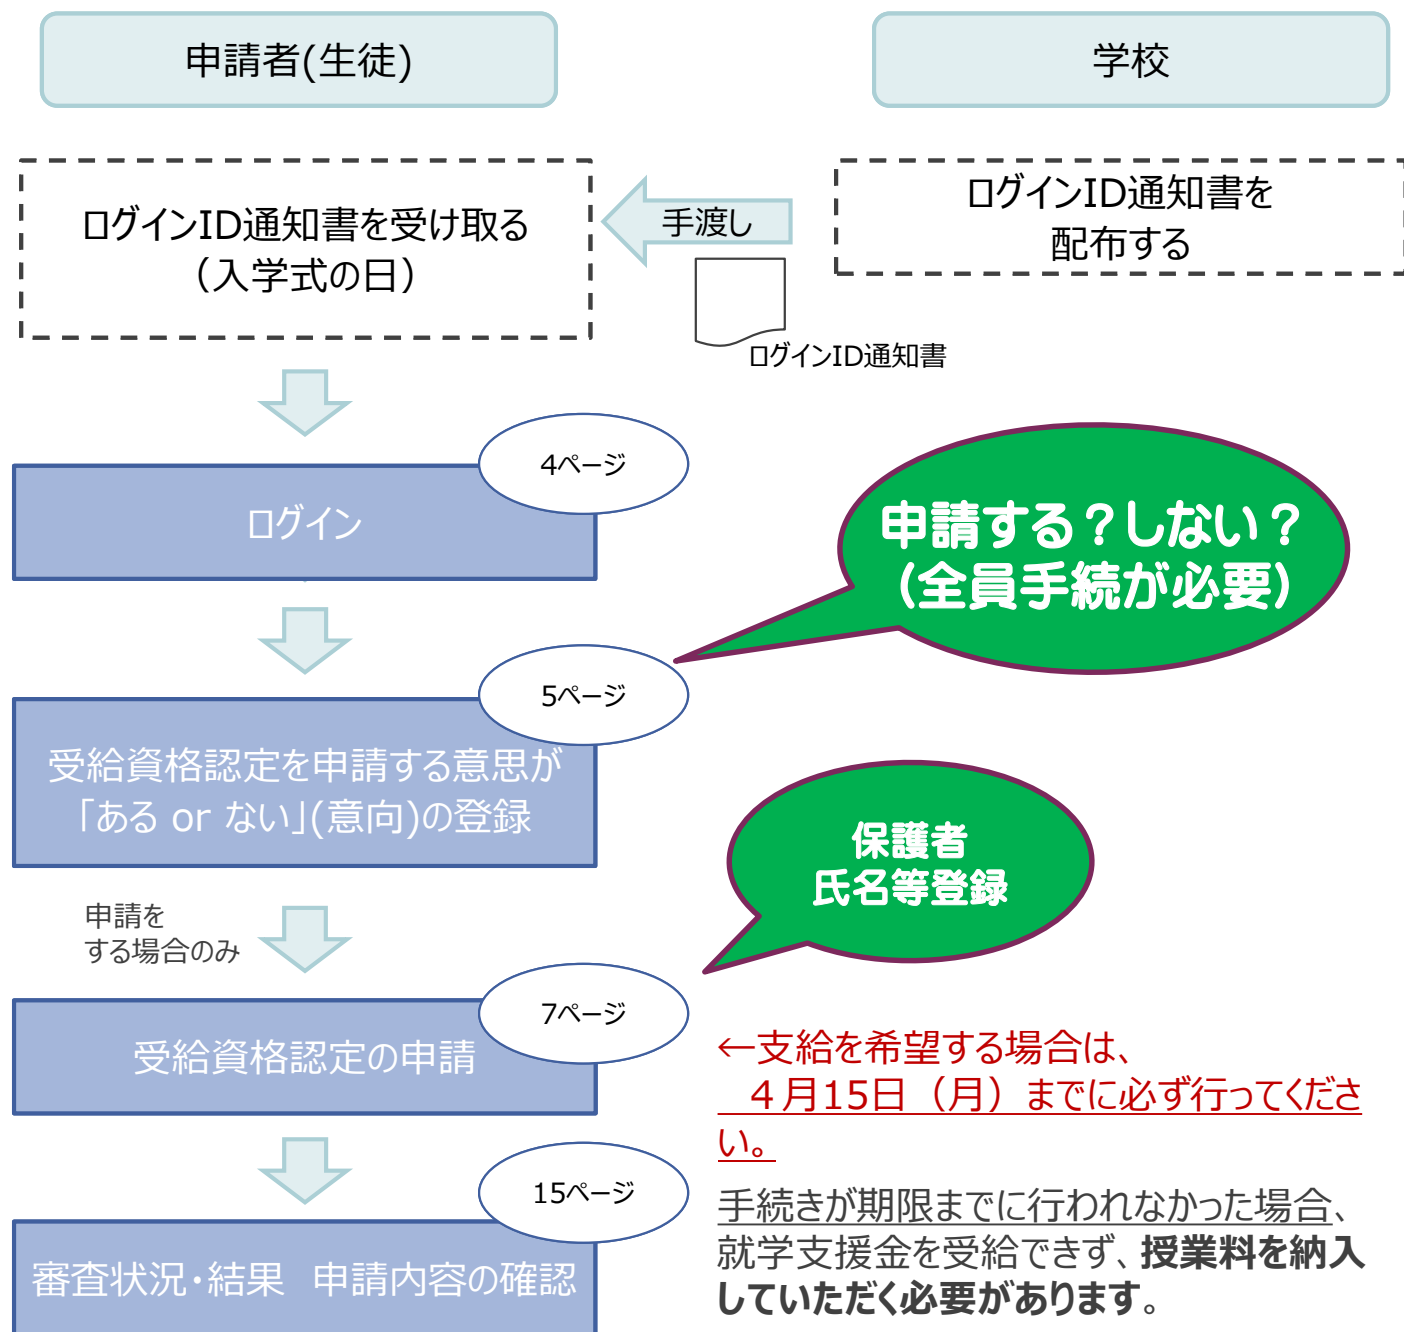 申請者(生徒)
学校
ログインID通知書を受け取る
（入学式の日）
手渡し
ログインID通知書を
配布する
ログインID通知書
4ページ
ログイン
申請する？しない？
（全員手続が必要）
5ページ
受給資格認定を申請する意思が
「ある or ない」(意向)の登録
保護者
氏名等登録
申請を
する場合のみ
7ページ
受給資格認定の申請
←支給を希望する場合は、
４月15日（月）までに必ず行ってくださ
い。
15ページ
審査状況・結果　申請内容の確認
手続きが期限までに行われなかった場合、
就学支援金を受給できず、授業料を納入
していただく必要があります。